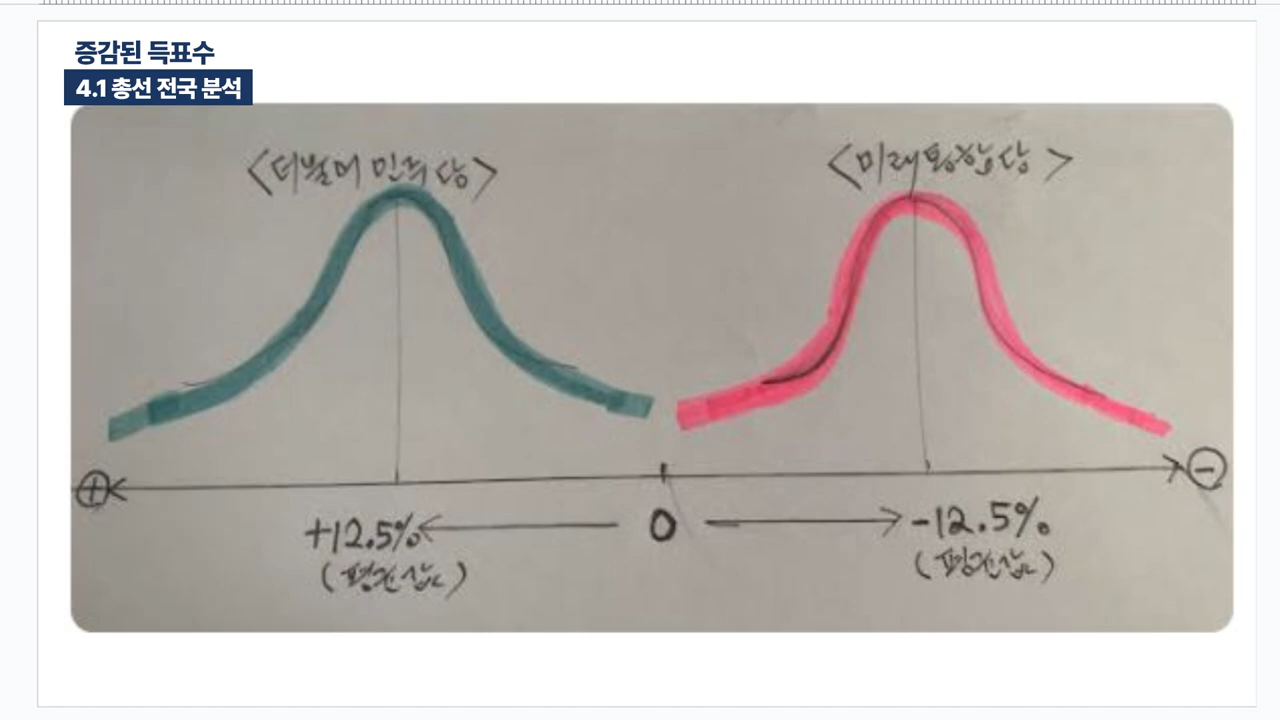 증감된 득표수
4.1 총선 전국 분석
<더불어 민주당>
<미래통합당>
+ -
+12.5% 0 -12.5%
(평균값) (평균값)